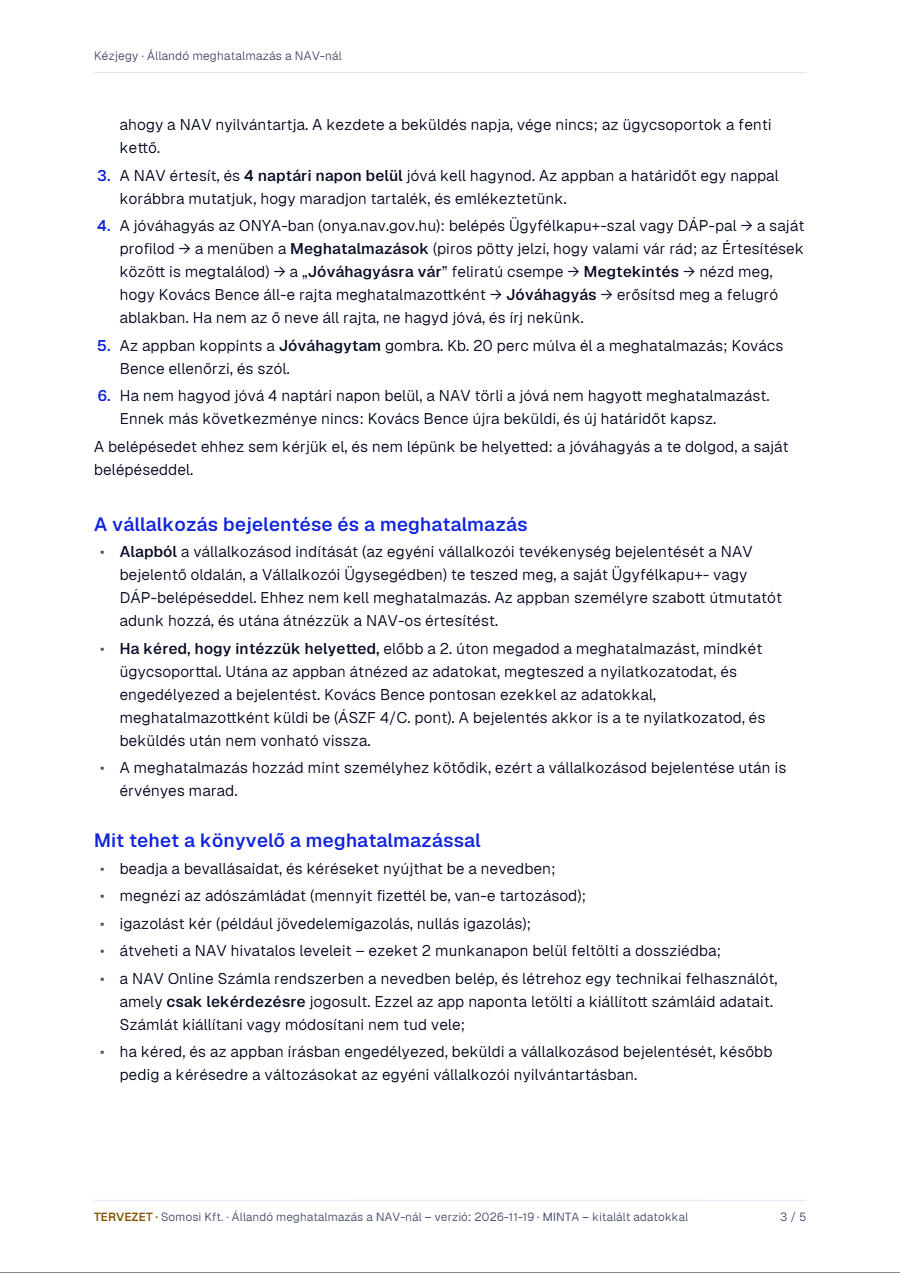 Kézjegy · Állandó meghatalmazás a NAV-nál
ahogy a NAV nyilvántartja. A kezdete a beküldés napja, vége nincs; az ügycsoportok a fenti
kettő.
3. A NAV értesít, és 4 naptári napon belül jóvá kell hagynod. Az appban a határidőt egy nappal
korábbra mutatjuk, hogy maradjon tartalék, és emlékeztetünk.
4. A jóváhagyás az ONYA-ban (onya.nav.gov.hu): belépés Ügyfélkapu+-szal vagy DÁP-pal → a saját
profilod → a menüben a Meghatalmazások (piros pötty jelzi, hogy valami vár rád; az Értesítések
között is megtalálod) → a „Jóváhagyásra vár” feliratú csempe → Megtekintés → nézd meg,
hogy Kovács Bence áll-e rajta meghatalmazottként → Jóváhagyás → erősítsd meg a felugró
ablakban. Ha nem az ő neve áll rajta, ne hagyd jóvá, és írj nekünk.
5. Az appban koppints a Jóváhagytam gombra. Kb. 20 perc múlva él a meghatalmazás; Kovács
Bence ellenőrzi, és szól.
6. Ha nem hagyod jóvá 4 naptári napon belül, a NAV törli a jóvá nem hagyott meghatalmazást.
Ennek más következménye nincs: Kovács Bence újra beküldi, és új határidőt kapsz.
A belépésedet ehhez sem kérjük el, és nem lépünk be helyetted: a jóváhagyás a te dolgod, a saját
belépéseddel.
A vállalkozás bejelentése és a meghatalmazás
• Alapból a vállalkozásod indítását (az egyéni vállalkozói tevékenység bejelentését a NAV
bejelentő oldalán, a Vállalkozói Ügysegédben) te teszed meg, a saját Ügyfélkapu+- vagy
DÁP-belépéseddel. Ehhez nem kell meghatalmazás. Az appban személyre szabott útmutatót
adunk hozzá, és utána átnézzük a NAV-os értesítést.
• Ha kéred, hogy intézzük helyetted, előbb a 2. úton megadod a meghatalmazást, mindkét
ügycsoporttal. Utána az appban átnézed az adatokat, megteszed a nyilatkozatodat, és
engedélyezed a bejelentést. Kovács Bence pontosan ezekkel az adatokkal,
meghatalmazottként küldi be (ÁSZF 4/C. pont). A bejelentés akkor is a te nyilatkozatod, és
beküldés után nem vonható vissza.
• A meghatalmazás hozzád mint személyhez kötődik, ezért a vállalkozásod bejelentése után is
érvényes marad.
Mit tehet a könyvelő a meghatalmazással
• beadja a bevallásaidat, és kéréseket nyújthat be a nevedben;
• megnézi az adószámládat (mennyit fizettél be, van-e tartozásod);
• igazolást kér (például jövedelemigazolás, nullás igazolás);
• átveheti a NAV hivatalos leveleit – ezeket 2 munkanapon belül feltölti a dossziédba;
• a NAV Online Számla rendszerben a nevedben belép, és létrehoz egy technikai felhasználót,
amely csak lekérdezésre jogosult. Ezzel az app naponta letölti a kiállított számláid adatait.
Számlát kiállítani vagy módosítani nem tud vele;
• ha kéred, és az appban írásban engedélyezed, beküldi a vállalkozásod bejelentését, később
pedig a kérésedre a változásokat az egyéni vállalkozói nyilvántartásban.
TERVEZET · Somosi Kft. · Állandó meghatalmazás a NAV-nál – verzió: 2026-11-19 · MINTA – kitalált adatokkal 3 / 5